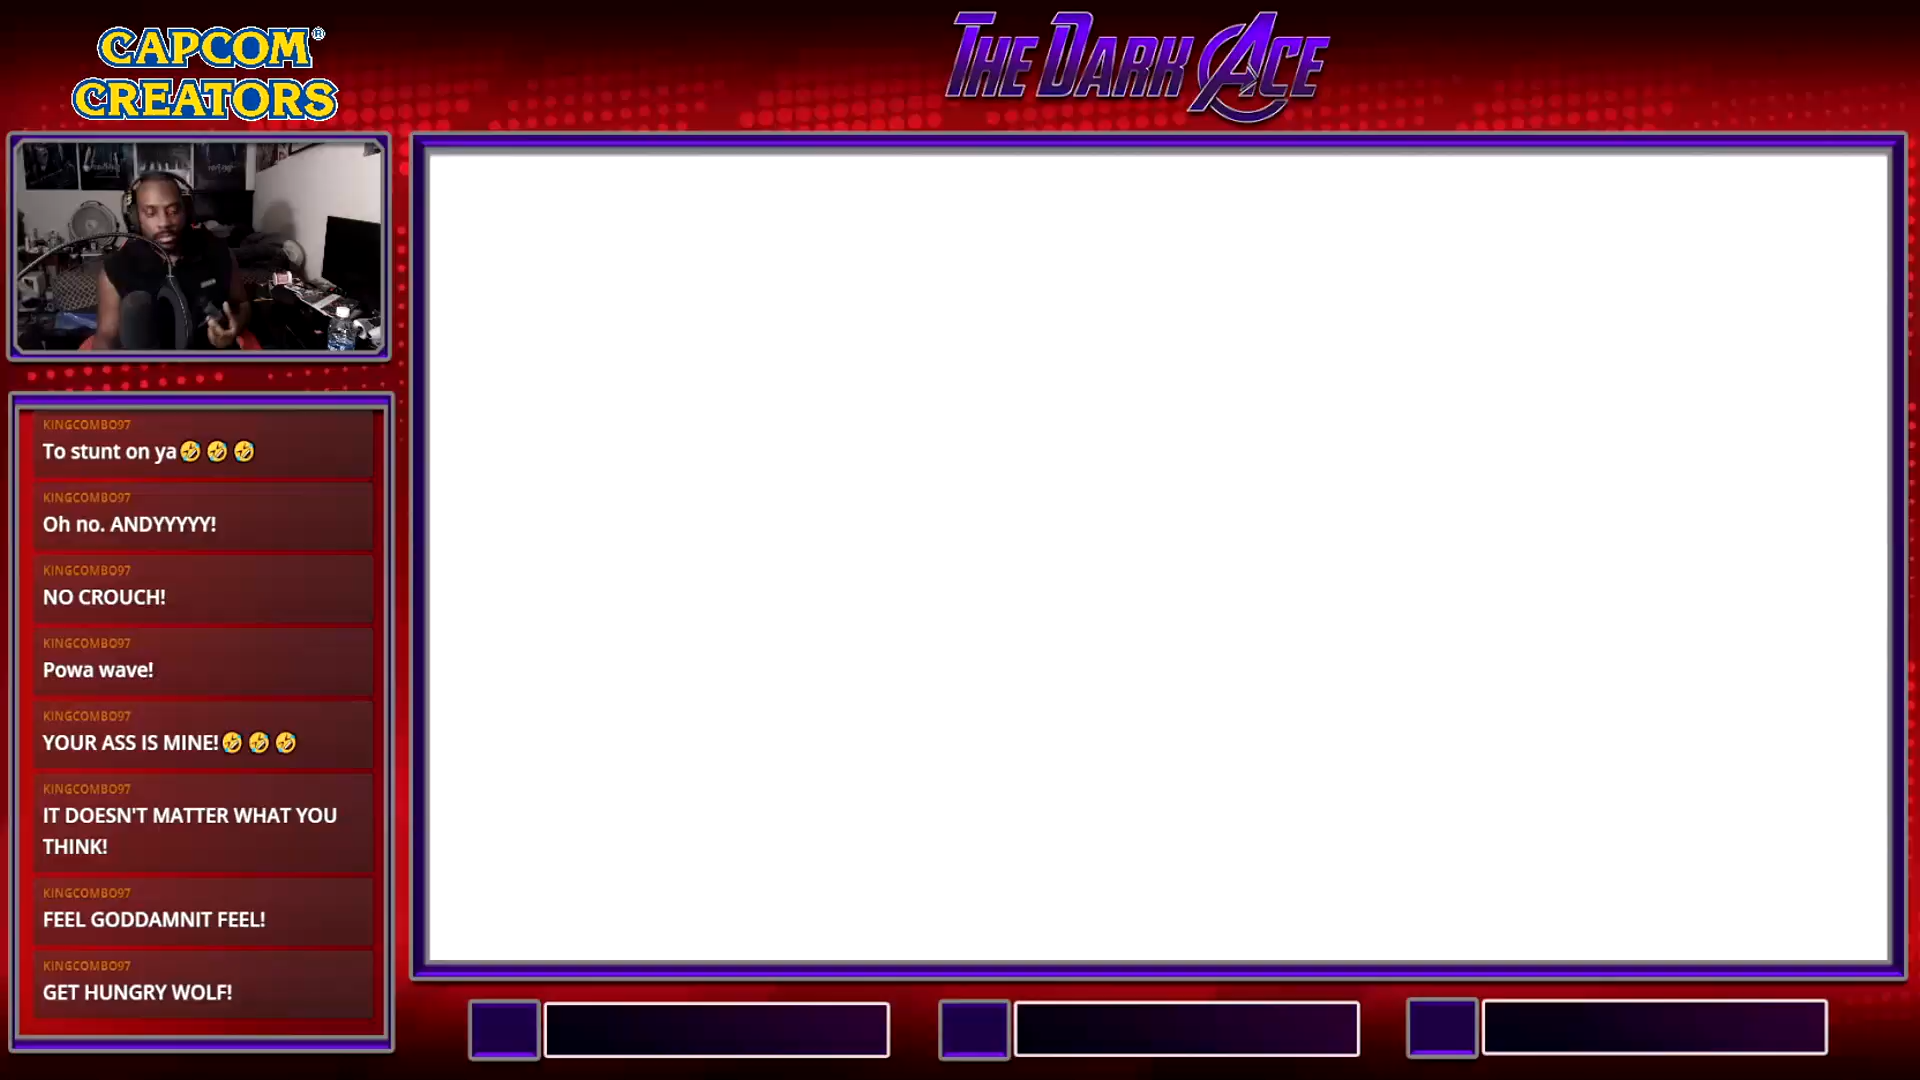 CAPCOM®
CREATORS
THE DARK ACE
KINGCOMBO97
To stunt on ya🤣🤣🤣
KINGCOMBO97
Oh no. ANDYYYYY!
KINGCOMBO97
NO CROUCH!
KINGCOMBO97
Powa wave!
KINGCOMBO97
YOUR ASS IS MINE!🤣🤣🤣
KINGCOMBO97
IT DOESN'T MATTER WHAT YOU
THINK!
KINGCOMBO97
FEEL GODDAMNIT FEEL!
KINGCOMBO97
GET HUNGRY WOLF!